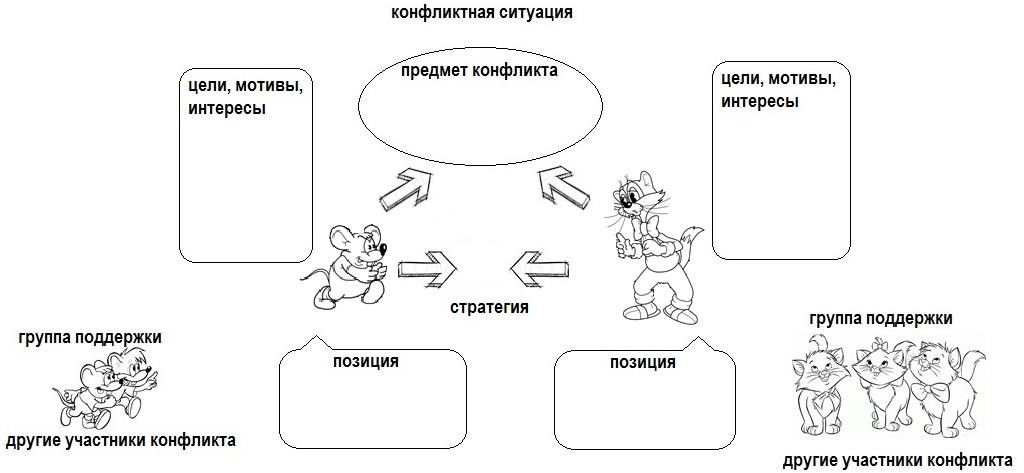 конфликтная ситуация
предмет конфликта
цели, мотивы,
интересы
цели, мотивы,
интересы
стратегия
группа поддержки
другие участники конфликта
позиция
позиция
группа поддержки
другие участники конфликта